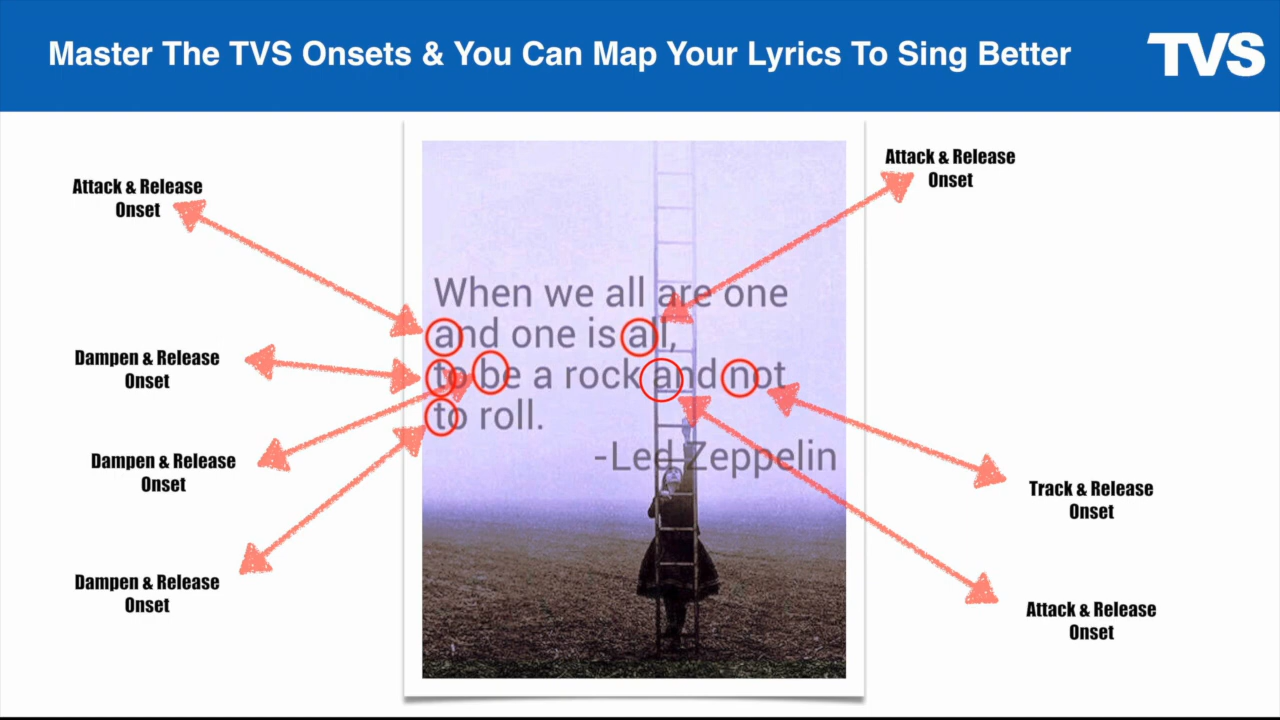 Master The TVS Onsets & You Can Map Your Lyrics To Sing Better
TVS
Attack & Release
Onset
Dampen & Release
Onset
Dampen & Release
Onset
Dampen & Release
Onset
When we all are one
and one is all,
to be a rock and not
to roll.
-Led Zeppelin
Attack & Release
Onset
Track & Release
Onset
Attack & Release
Onset